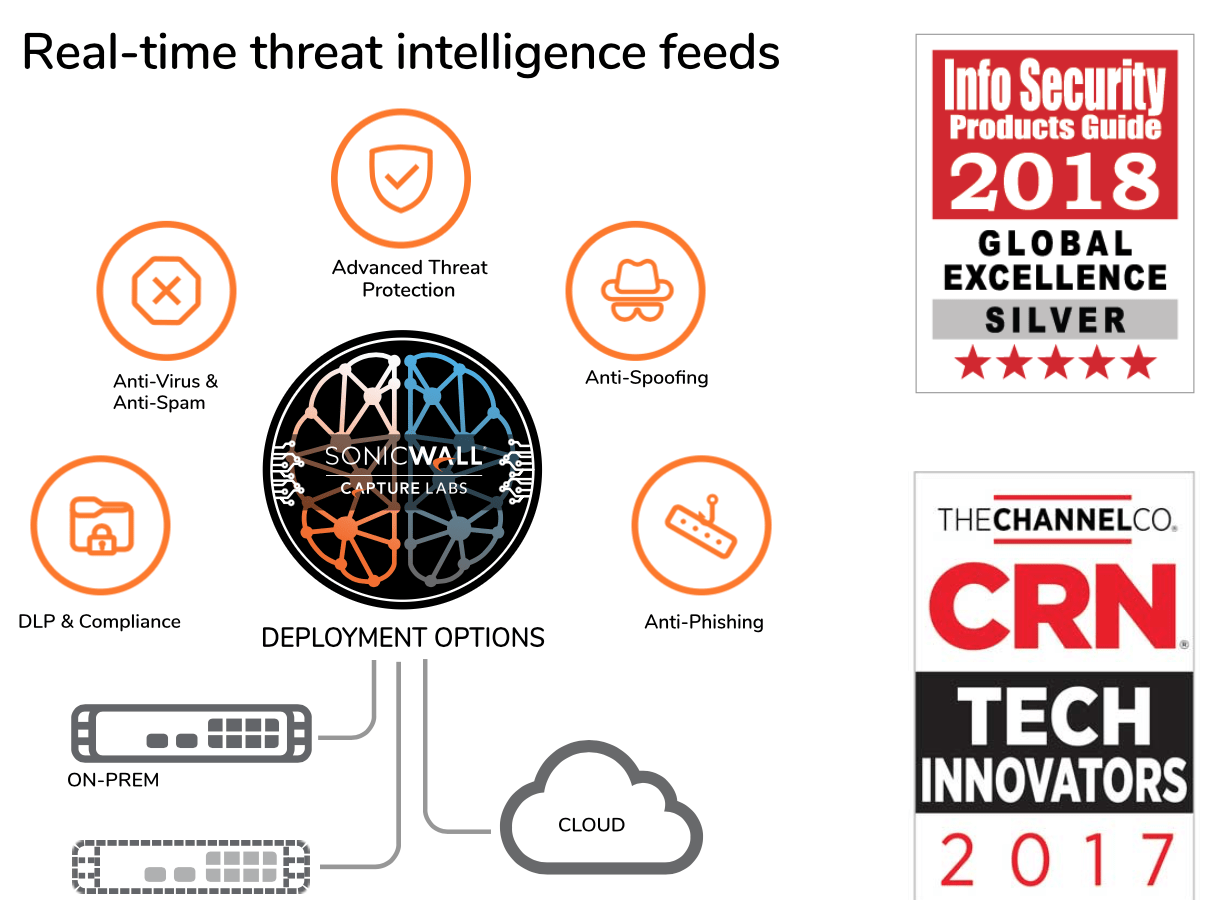 Real-time threat intelligence feeds
Advanced Threat
Protection
Anti-Virus &
Anti-Spam
Anti-Spoofing
SONICWALL
CAPTURE LABS
DLP & Compliance
Anti-Phishing
DEPLOYMENT OPTIONS
ON-PREM
CLOUD
Info Security
Products Guide
2018
GLOBAL
EXCELLENCE
SILVER
THECHANNELCO.
CRN®
TECH
INNOVATORS
2017